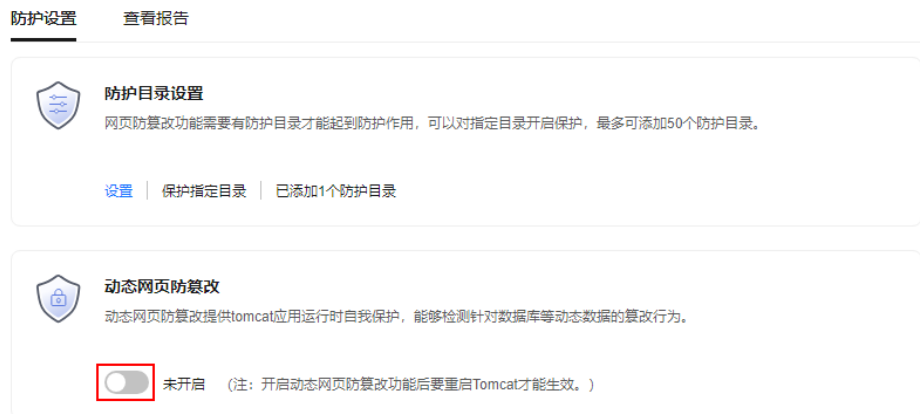 防护设置 查看报告
防护目录设置
网页防篡改功能需要有防护目录才能起到防护作用，可以对指定目录开启保护，最多可添加50个防护目录。
设置 保护指定目录 已添加1个防护目录
动态网页防篡改
动态网页防篡改提供tomcat应用运行时自我保护，能够检测针对数据库等动态数据的篡改行为。
未开启 （注：开启动态网页防篡改功能后要重启Tomcat才能生效。）